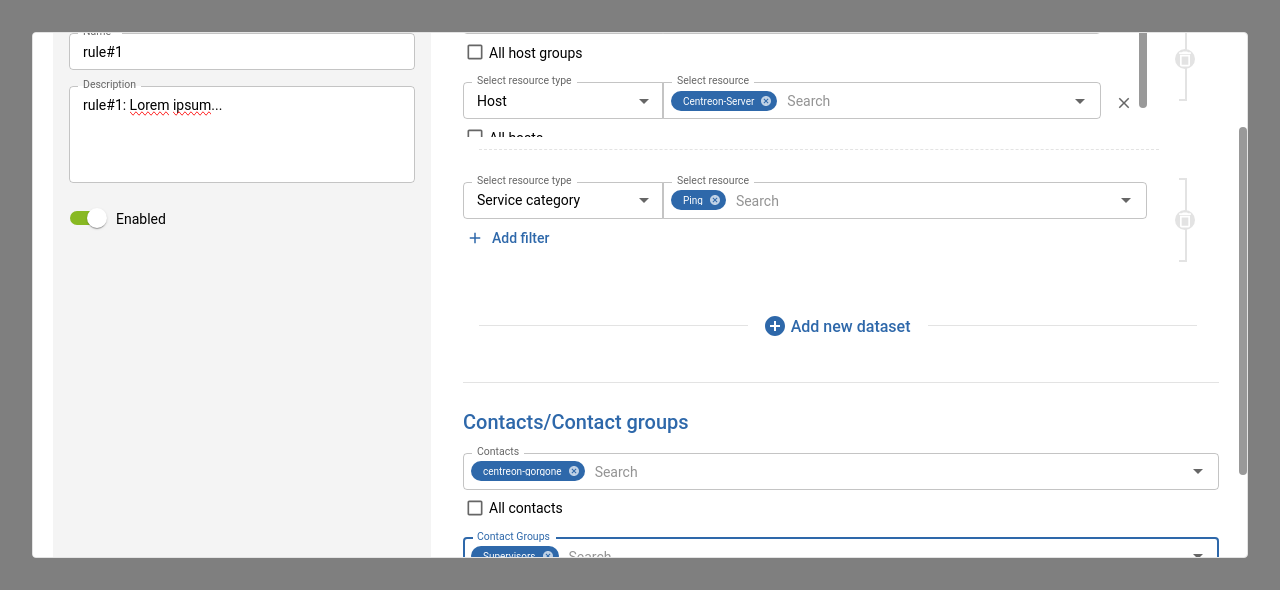 Name
rule#1
Description
rule#1: Lorem ipsum...
Enabled
All host groups
Select resource type
Select resource
Host
Centreon-Server
Search
All hosts
Select resource type
Select resource
Service category
Ping
Search
Add filter
Add new dataset
Contacts/Contact groups
Contacts
centreon-gorgone
Search
All contacts
Contact Groups
Supervisors
Search